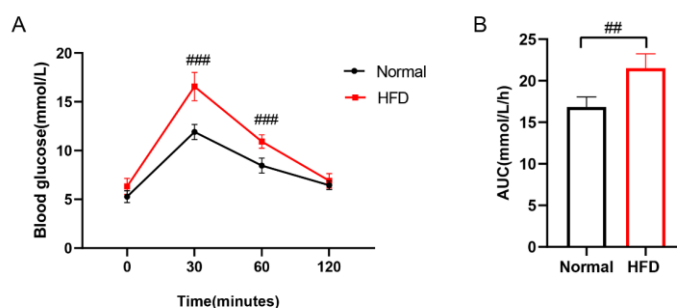 A
Blood glucose(mmol/L)
20
15
10
5
0
###
###
0
30
60
120
Time(minutes)
Normal
HFD
B
AUC(mmol/L/h)
25
20
15
10
5
0
##
Normal
HFD